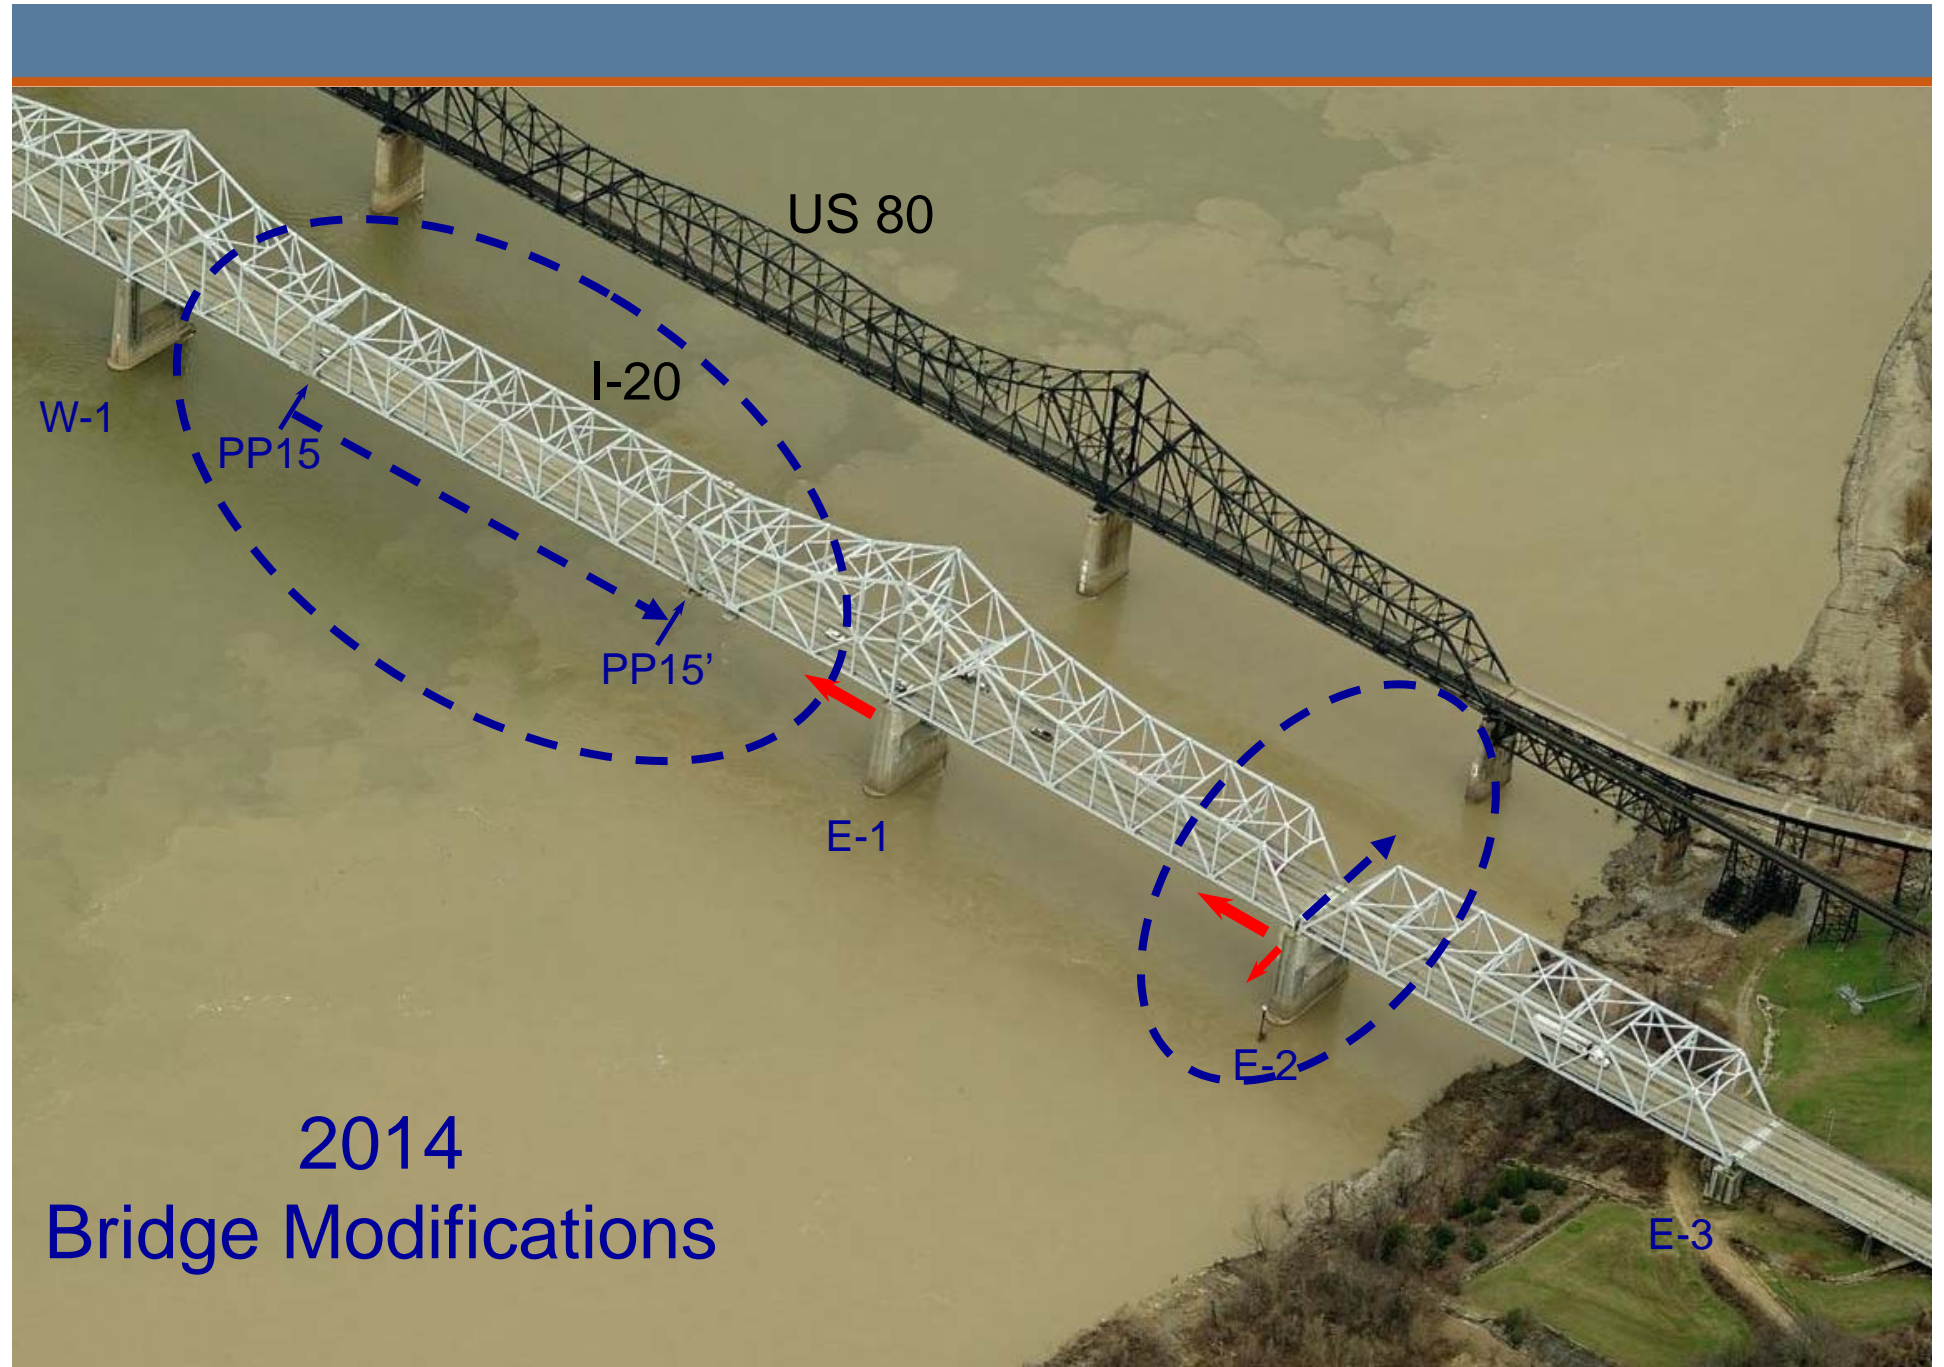 US 80
I-20
W-1
PP15
PP15’
E-1
E-2
E-3
2014
Bridge Modifications